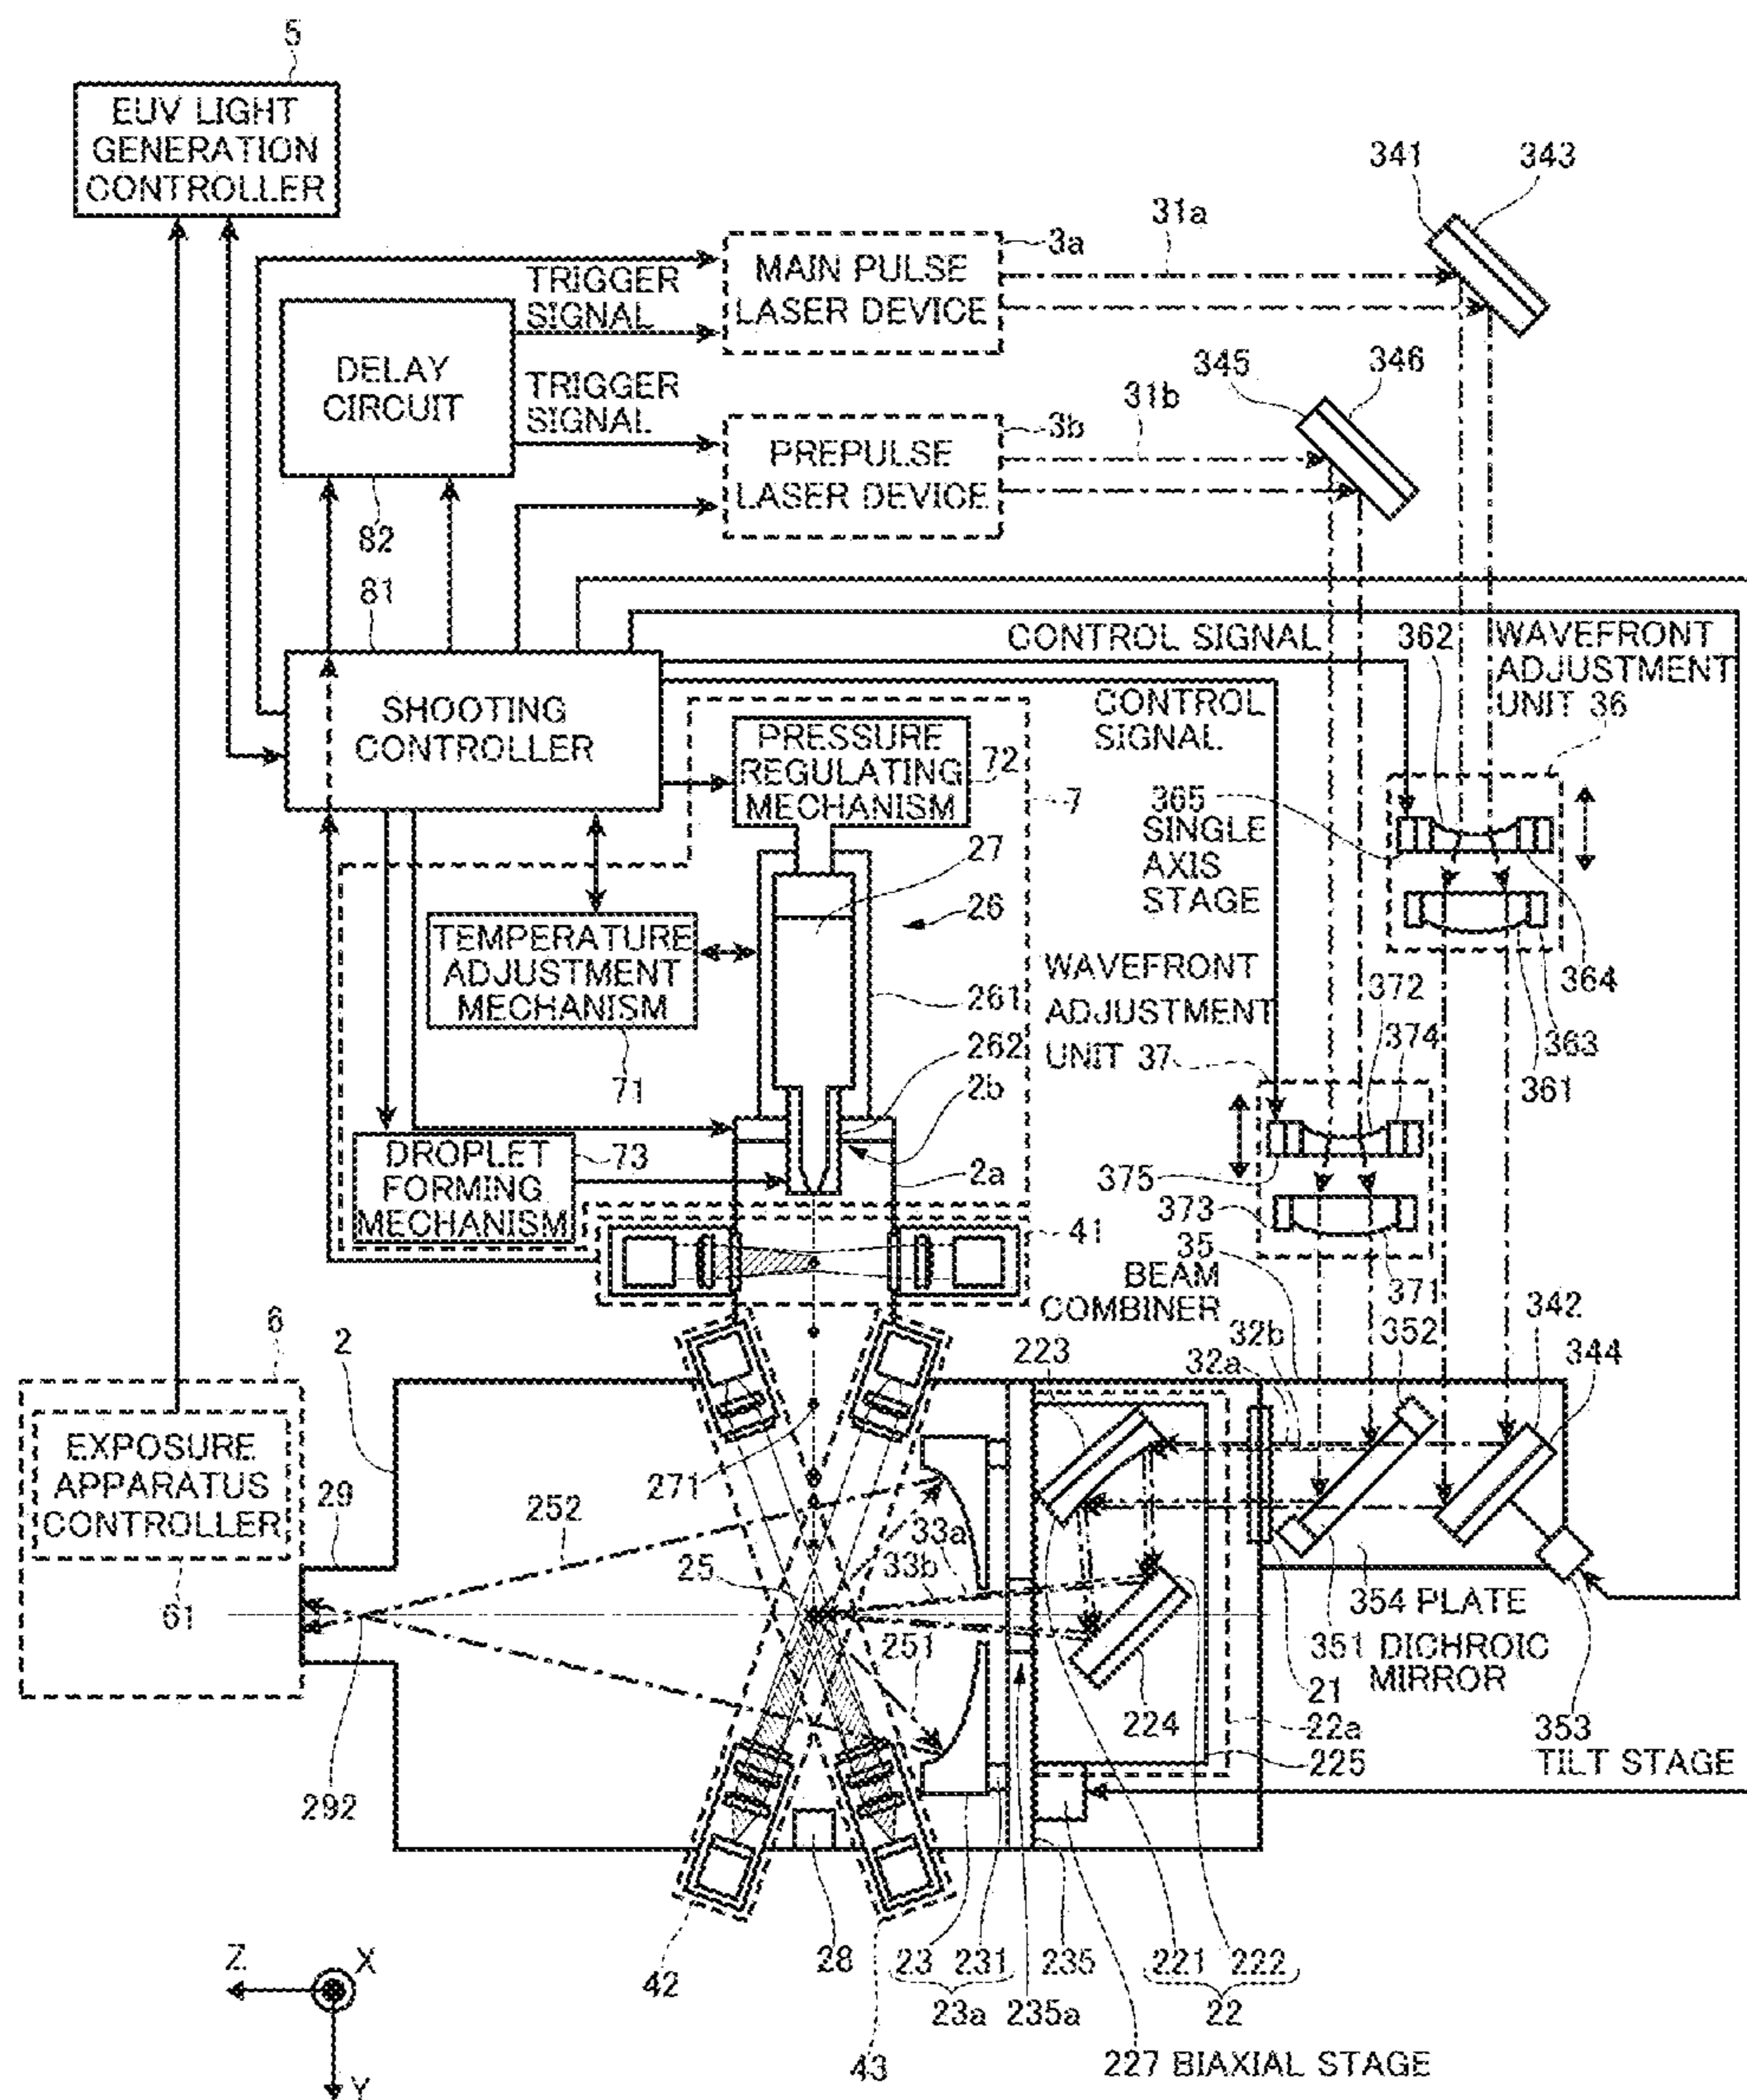 5
EUV LIGHT
GENERATION
CONTROLLER
341
343
31a
3a
TRIGGER
SIGNAL
MAIN PULSE
LASER DEVICE
345
346
DELAY
CIRCUIT
TRIGGER
SIGNAL
31b
3b
PREPULSE
LASER DEVICE
82
81
CONTROL SIGNAL
362
WAVEFRONT
ADJUSTMENT
UNIT 36
SHOOTING
CONTROLLER
CONTROL
SIGNAL
PRESSURE
REGULATING
MECHANISM
72
7
365
SINGLE
AXIS
STAGE
27
26
TEMPERATURE
ADJUSTMENT
MECHANISM
71
261
WAVEFRONT
ADJUSTMENT
UNIT 37
372
374
364
363
361
262
2b
DROPLET
FORMING
MECHANISM
73
2a
375
373
41
35
BEAM
COMBINER
371
352
342
344
6
2
223
32b
32a
EXPOSURE
APPARATUS
CONTROLLER
61
29
252
271
25
33a
33b
251
354 PLATE
351 DICHROIC
MIRROR
21
22a
224
225
353
TILT STAGE
292
42
28
23
231
235
221
222
23a
235a
22
43
227 BIAXIAL STAGE
Z
X
Y